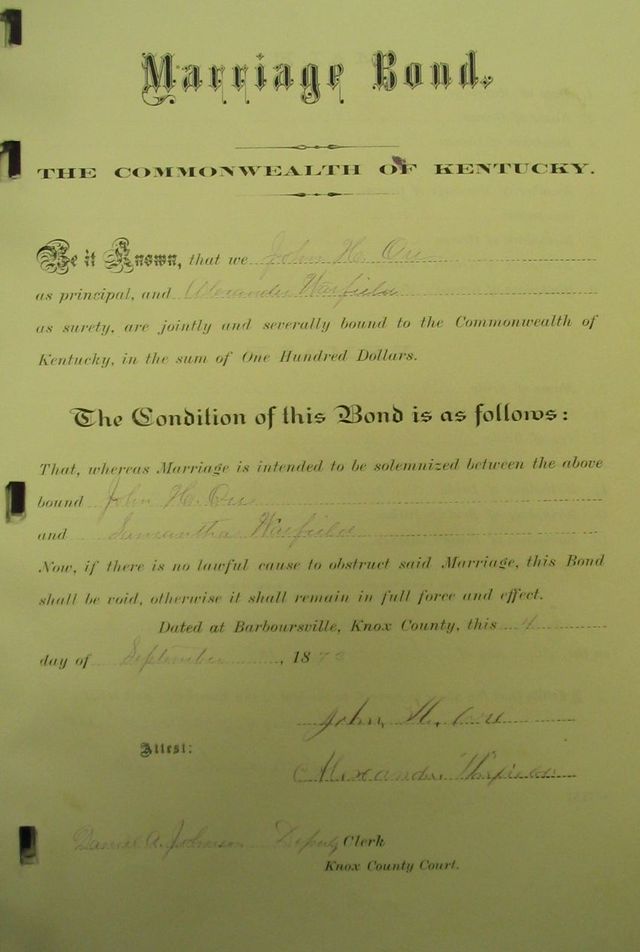 Marriage Bond.
THE COMMONWEALTH OF KENTUCKY.
Be it Known, that we John H. Orr
as principal, and Alexander Warfield
as surety, are jointly and severally bound to the Commonwealth of
Kentucky, in the sum of One Hundred Dollars.
The Condition of this Bond is as follows:
That, whereas Marriage is intended to be solemnized between the above
bound John H. Orr
and Samantha Warfield
Now, if there is no lawful cause to obstruct said Marriage, this Bond
shall be void, otherwise it shall remain in full force and effect.
Dated at Barboursville, Knox County, this 4
day of September, 187
John H. Orr
Attest:
Alexander Warfield
Daniel A. Johnson Deputy Clerk
Knox County Court.